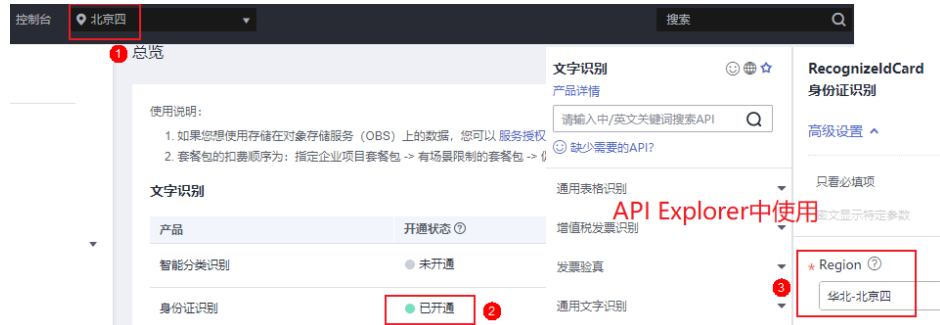 控制台
北京四
搜索
1
总览
使用说明：
1. 如果您想使用存储在对象存储服务（OBS）上的数据，您可以 服务授权
2. 套餐包的扣费顺序为：指定企业项目套餐包 -> 有场景限制的套餐包 ->
文字识别
产品
开通状态
智能分类识别
未开通
身份证识别
已开通
2
文字识别
产品详情
请输入中/英文关键词搜索API
缺少需要的API?
通用表格识别
增值税发票识别
发票验真
通用文字识别
API Explorer中使用
RecognizeIdCard
身份证识别
高级设置
只看必填项
文显示特定参数
* Region
3
华北-北京四